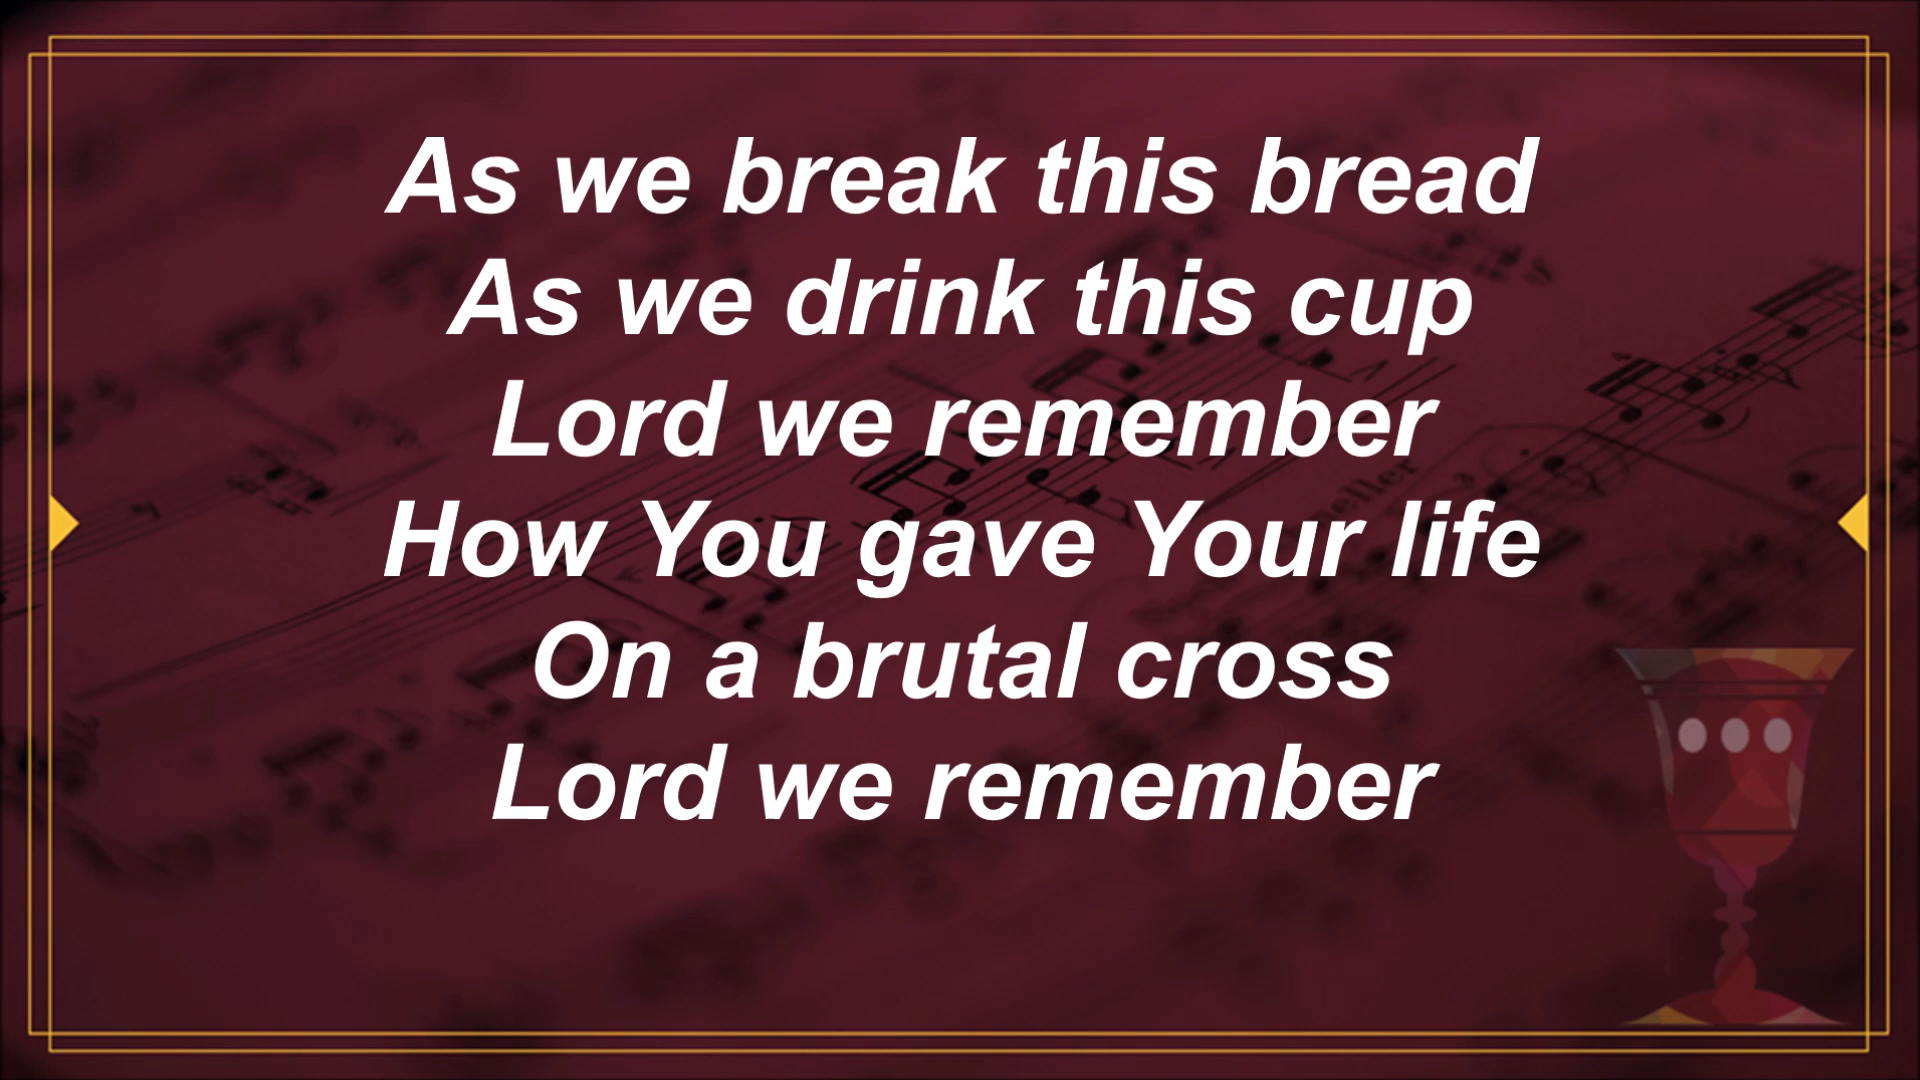 As we break this bread
As we drink this cup
Lord we remember
How You gave Your life
On a brutal cross
Lord we remember